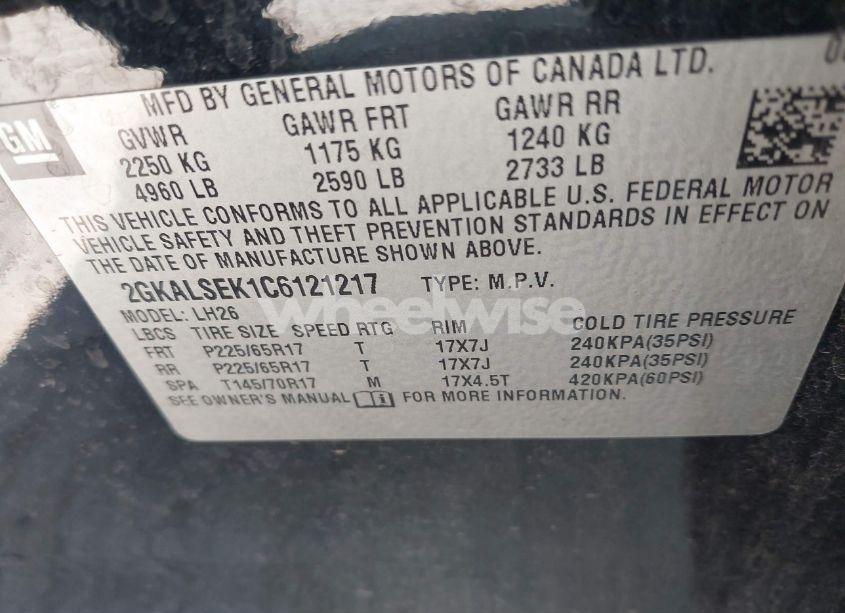 MFD BY GENERAL MOTORS OF CANADA LTD.
GM
GVWR GAWR FRT GAWR RR
2250 KG 1175 KG 1240 KG
4960 LB 2590 LB 2733 LB
THIS VEHICLE CONFORMS TO ALL APPLICABLE U.S. FEDERAL MOTOR
VEHICLE SAFETY AND THEFT PREVENTION STANDARDS IN EFFECT ON
THE DATE OF MANUFACTURE SHOWN ABOVE.
2GKALSEK1C6121217 TYPE: M.P.V.
wheelwise
MODEL: LH26
LBCS TIRE SIZE SPEED RTG RIM COLD TIRE PRESSURE
FRT P225/65R17 T 17X7J 240KPA(35PSI)
RR P225/65R17 T 17X7J 240KPA(35PSI)
SPA T145/70R17 M 17X4.5T 420KPA(60PSI)
SEE OWNER'S MANUAL FOR MORE INFORMATION.